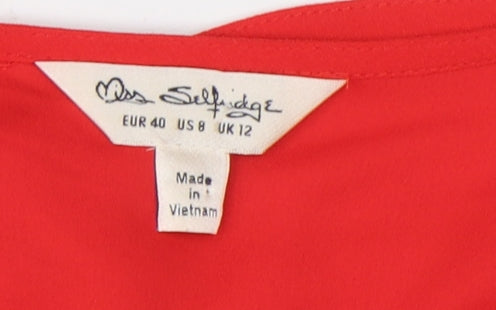 Miss Selfridge
EUR 40 US 8 UK 12
Made
in
Vietnam